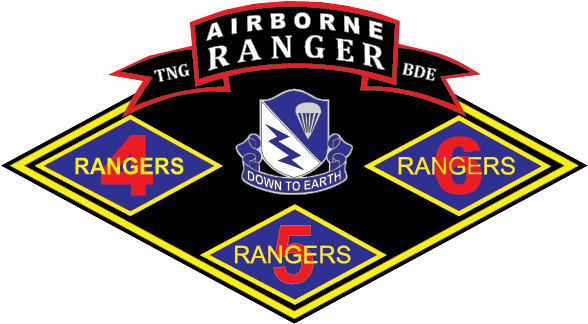 AIRBORNE
TNG RANGER BDE
4 RANGERS
DOWN TO EARTH
6 RANGERS
5 RANGERS